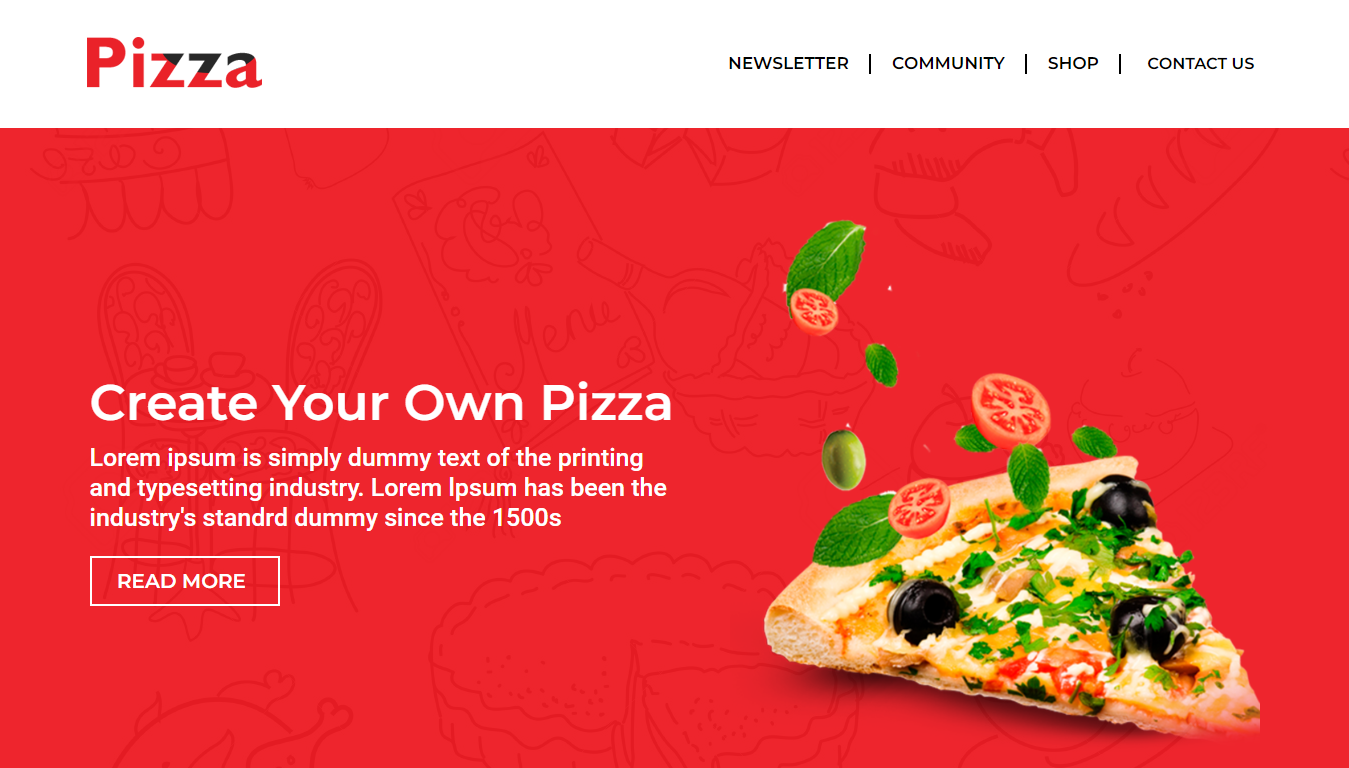 Pizza
NEWSLETTER | COMMUNITY | SHOP | CONTACT US
Menu
Create Your Own Pizza
Lorem ipsum is simply dummy text of the printing
and typesetting industry. Lorem Ipsum has been the
industry's standrd dummy since the 1500s
READ MORE